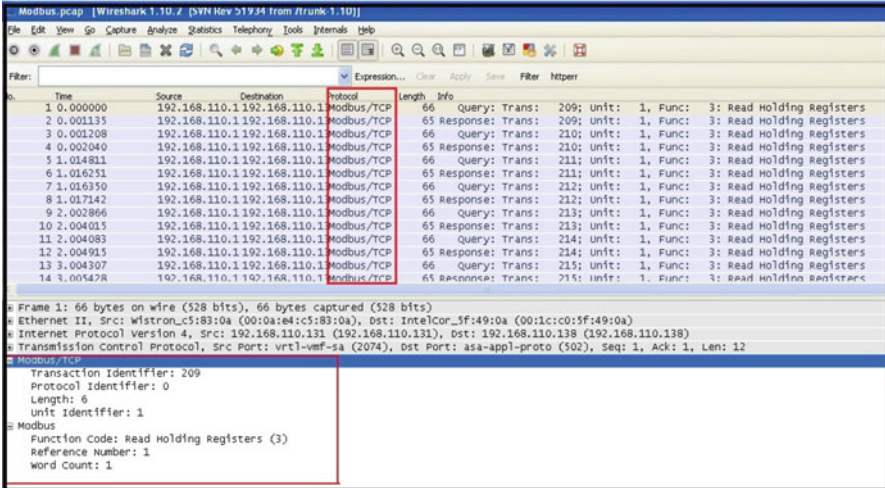 Modbus.pcap [Wireshark 1.10.2 (SVN Rev 51934 from /trunk-1.10)]
File Edit View Go Capture Analyze Statistics Telephony Tools Internals Help
Filter: Expression... Clear Apply Save Filter httperr
No. Time Source Destination Protocol Length Info
1 0.000000 192.168.110.1 192.168.110.13 Modbus/TCP 66 Query: Trans: 209; Unit: 1, Func: 3: Read Holding Registers
2 0.001135 192.168.110.1 192.168.110.13 Modbus/TCP 65 Response: Trans: 209; Unit: 1, Func: 3: Read Holding Registers
3 0.001208 192.168.110.1 192.168.110.13 Modbus/TCP 66 Query: Trans: 210; Unit: 1, Func: 3: Read Holding Registers
4 0.002040 192.168.110.1 192.168.110.13 Modbus/TCP 65 Response: Trans: 210; Unit: 1, Func: 3: Read Holding Registers
5 1.014811 192.168.110.1 192.168.110.13 Modbus/TCP 66 Query: Trans: 211; Unit: 1, Func: 3: Read Holding Registers
6 1.016251 192.168.110.1 192.168.110.13 Modbus/TCP 65 Response: Trans: 211; Unit: 1, Func: 3: Read Holding Registers
7 1.016350 192.168.110.1 192.168.110.13 Modbus/TCP 66 Query: Trans: 212; Unit: 1, Func: 3: Read Holding Registers
8 1.017142 192.168.110.1 192.168.110.13 Modbus/TCP 65 Response: Trans: 212; Unit: 1, Func: 3: Read Holding Registers
9 2.002866 192.168.110.1 192.168.110.13 Modbus/TCP 66 Query: Trans: 213; Unit: 1, Func: 3: Read Holding Registers
10 2.004015 192.168.110.1 192.168.110.13 Modbus/TCP 65 Response: Trans: 213; Unit: 1, Func: 3: Read Holding Registers
11 2.004083 192.168.110.1 192.168.110.13 Modbus/TCP 66 Query: Trans: 214; Unit: 1, Func: 3: Read Holding Registers
12 2.004915 192.168.110.1 192.168.110.13 Modbus/TCP 65 Response: Trans: 214; Unit: 1, Func: 3: Read Holding Registers
13 3.004307 192.168.110.1 192.168.110.13 Modbus/TCP 66 Query: Trans: 215; Unit: 1, Func: 3: Read Holding Registers
14 3.005428 192.168.110.1 192.168.110.13 Modbus/TCP 65 Response: Trans: 215; Unit: 1, Func: 3: Read Holding Registers
Frame 1: 66 bytes on wire (528 bits), 66 bytes captured (528 bits)
Ethernet II, Src: Wistron_c5:83:0a (00:0a:e4:c5:83:0a), Dst: IntelCor_5f:49:0a (00:1c:c0:5f:49:0a)
Internet Protocol Version 4, Src: 192.168.110.131 (192.168.110.131), Dst: 192.168.110.138 (192.168.110.138)
Transmission Control Protocol, Src Port: vrtl-vmf-sa (2074), Dst Port: asa-appl-proto (502), Seq: 1, Ack: 1, Len: 12
Modbus/TCP
Transaction Identifier: 209
Protocol Identifier: 0
Length: 6
Unit Identifier: 1
Modbus
Function Code: Read Holding Registers (3)
Reference Number: 1
Word Count: 1